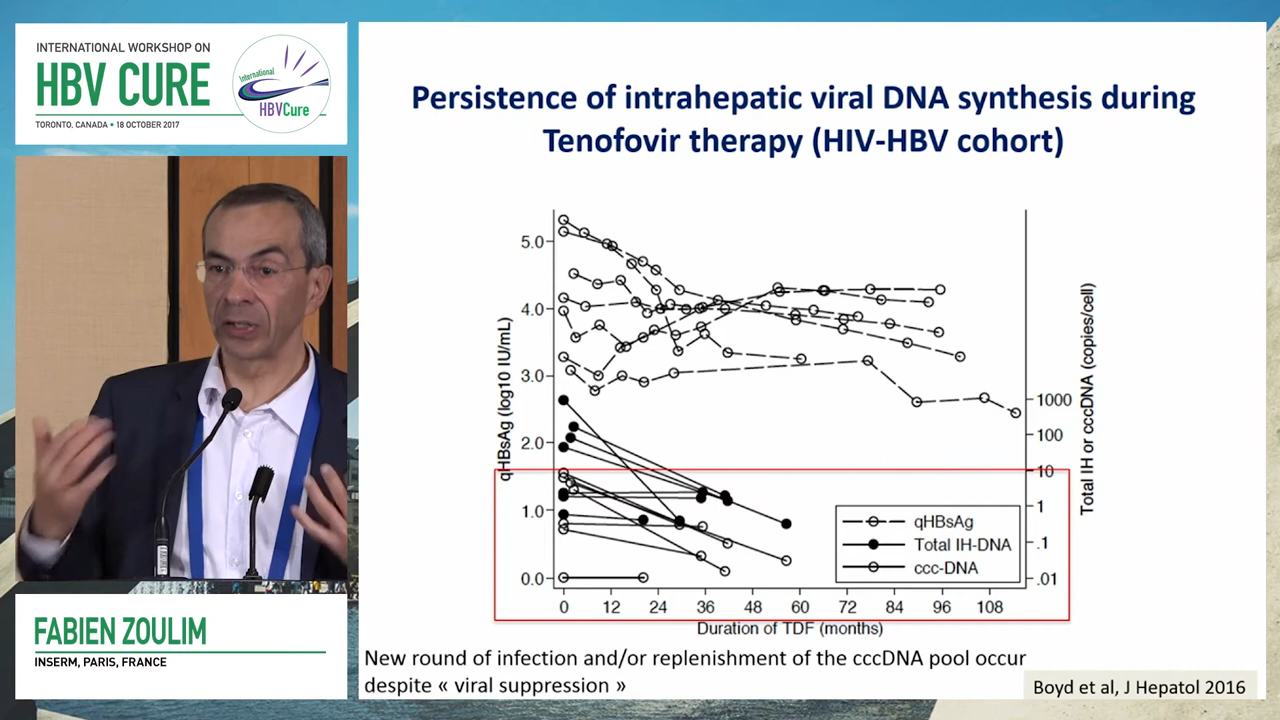 INTERNATIONAL WORKSHOP ON
HBV CURE
International
HBVCure
TORONTO, CANADA • 18 OCTOBER 2017
FABIEN ZOULIM
INSERM, PARIS, FRANCE
Persistence of intrahepatic viral DNA synthesis during
Tenofovir therapy (HIV-HBV cohort)
qHBsAg (log10 IU/mL)
5.0
4.0
3.0
2.0
1.0
0.0
Total IH or cccDNA (copies/cell)
1000
100
10
1
.1
.01
qHBsAg
Total IH-DNA
ccc-DNA
0 12 24 36 48 60 72 84 96 108
Duration of TDF (months)
New round of infection and/or replenishment of the cccDNA pool occur
despite « viral suppression »
Boyd et al, J Hepatol 2016